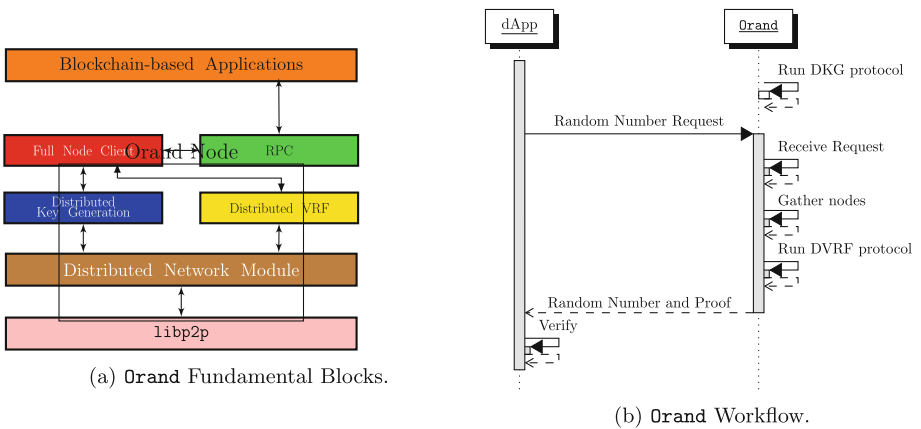 Blockchain-based Applications
Orand Node
Full Node Client
RPC
Distributed
Key Generation
Distributed VRF
Distributed Network Module
libp2p
(a) Orand Fundamental Blocks.
dApp
Orand
Run DKG protocol
Random Number Request
Receive Request
Gather nodes
Run DVRF protocol
Random Number and Proof
Verify
(b) Orand Workflow.